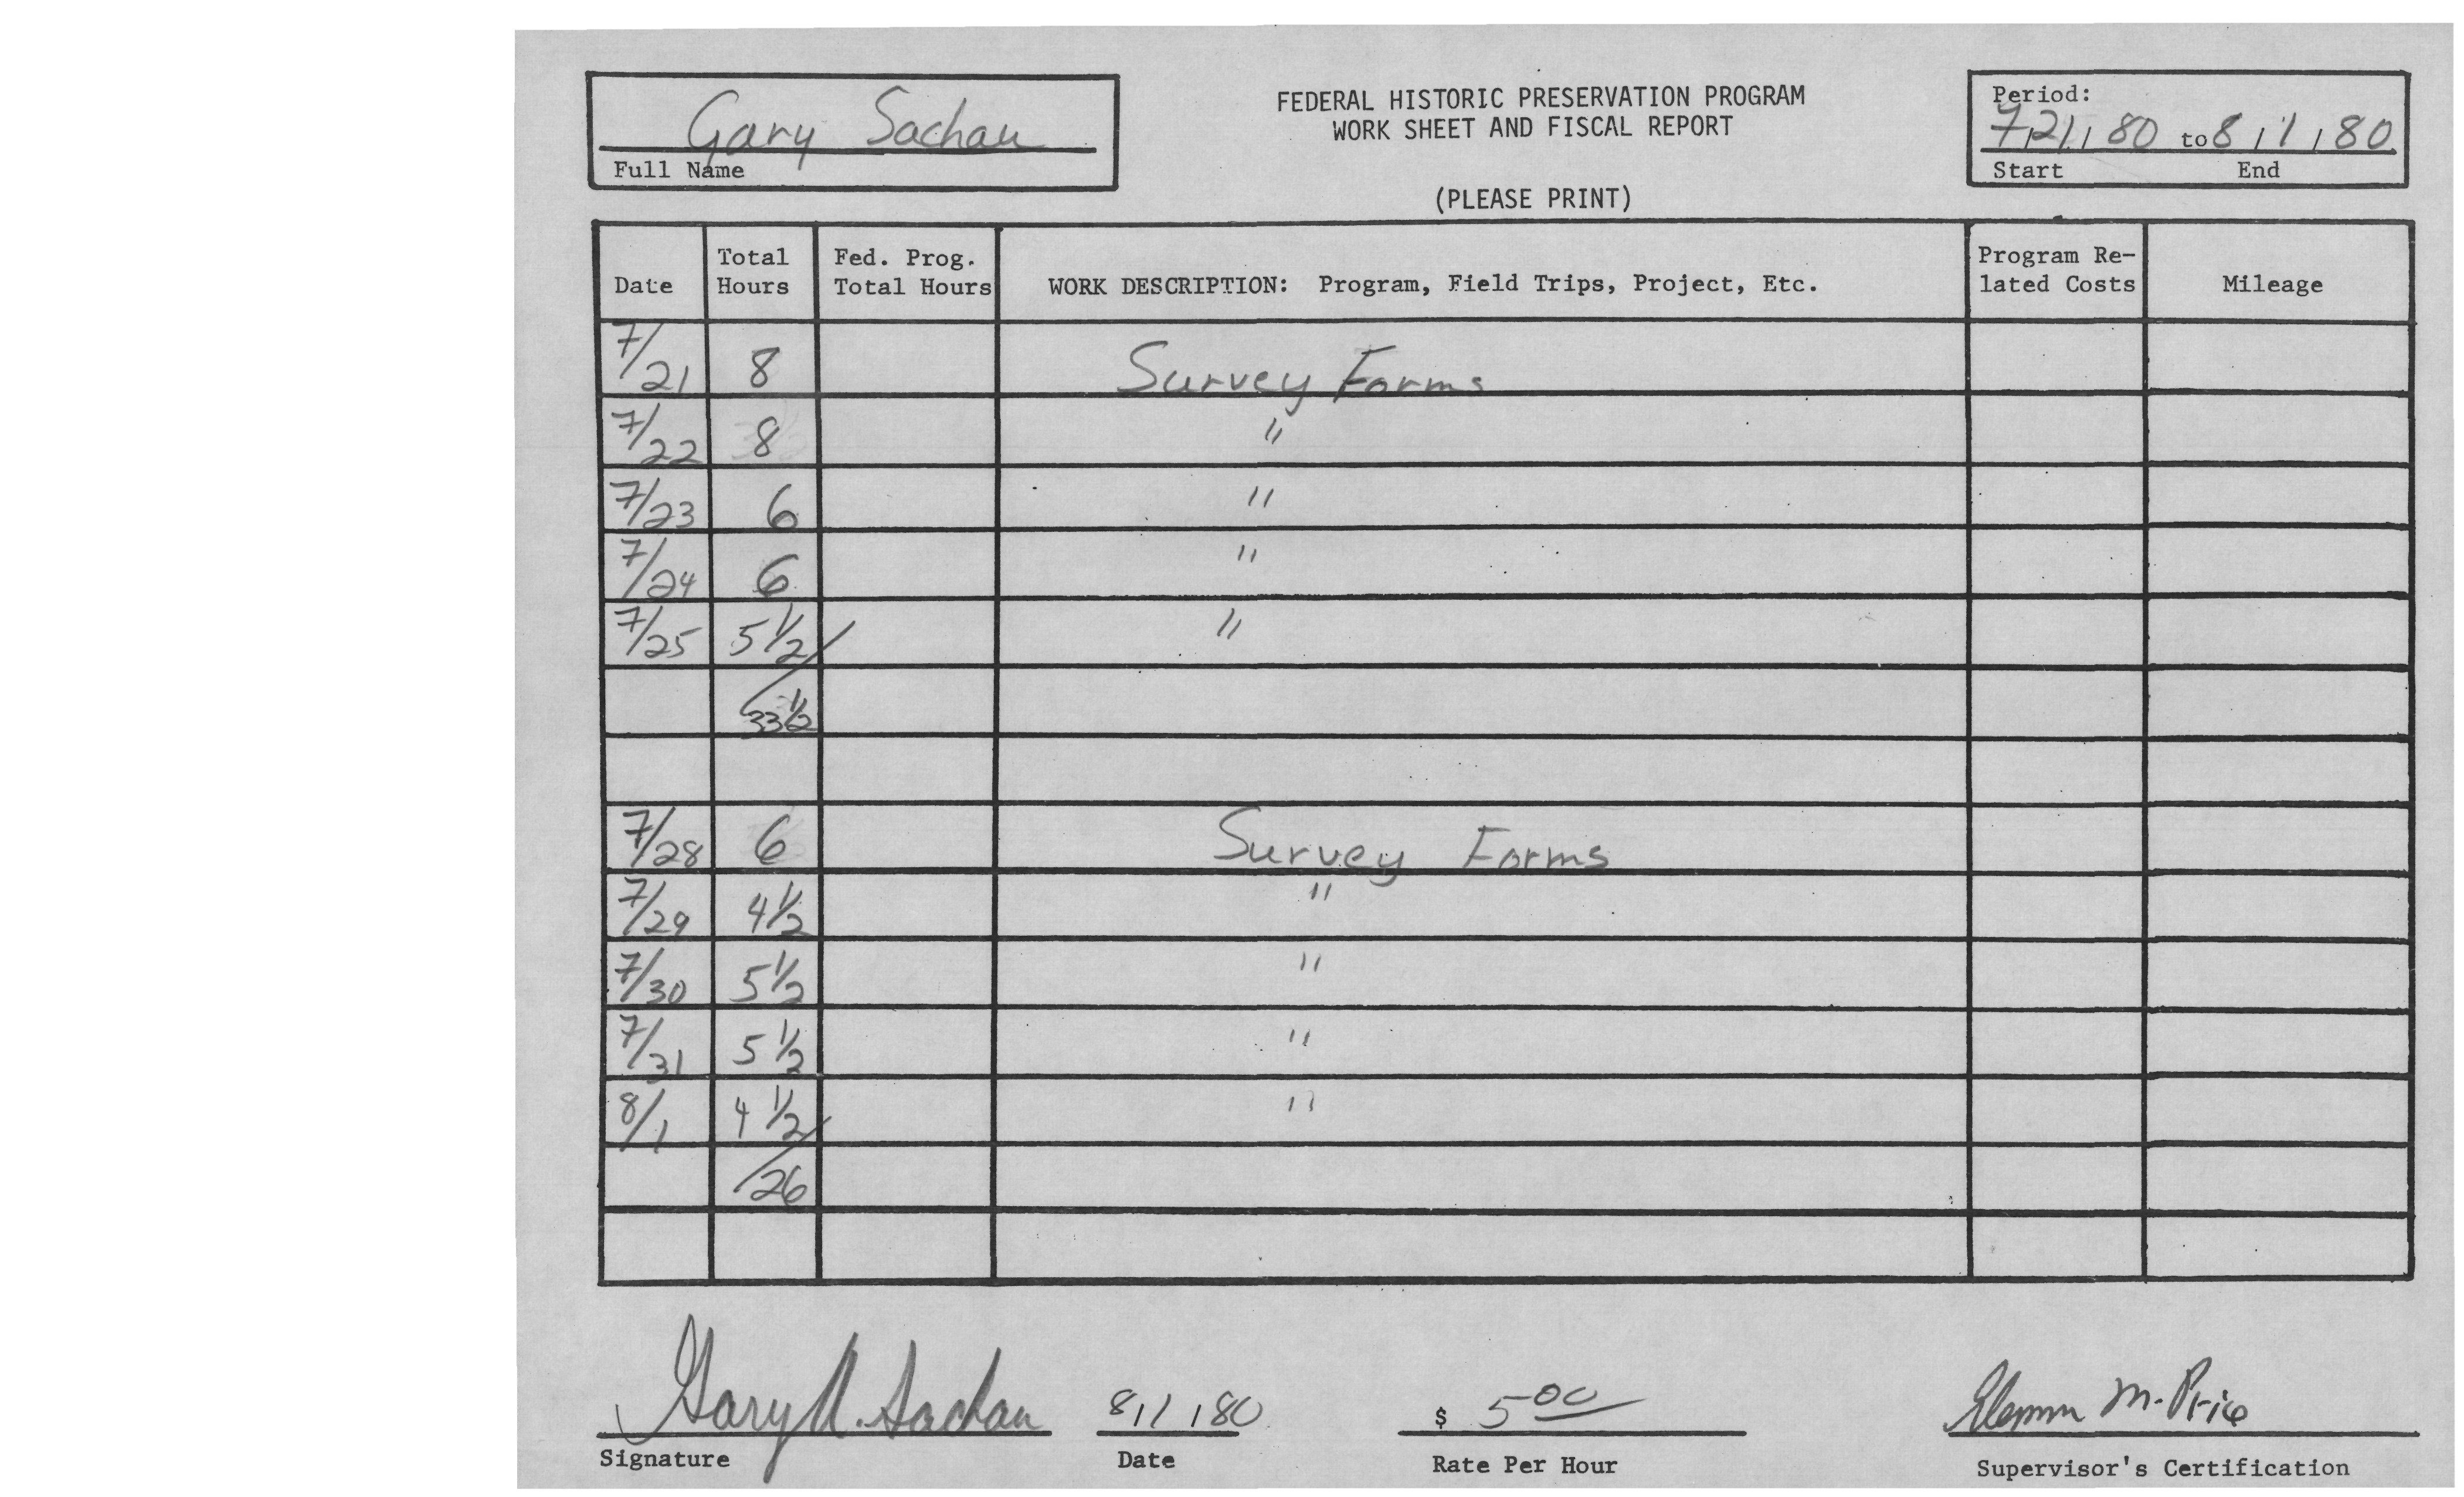 Gary Sachau
Full Name
FEDERAL HISTORIC PRESERVATION PROGRAM
WORK SHEET AND FISCAL REPORT
(PLEASE PRINT)
Period:
7/21/80 to 8/1/80
Start End
Date Total Hours Fed. Prog. Total Hours WORK DESCRIPTION: Program, Field Trips, Project, Etc. Program Re-lated Costs Mileage
7/21 8 Survey Forms
7/22 8 "
7/23 6 "
7/24 6 "
7/25 5 1/2 "
33 1/2
7/28 6 Survey Forms
7/29 4 1/2 "
7/30 5 1/2 "
7/31 5 1/2 "
8/1 4 1/2 "
26
Gary Sachau 8/1/80 $ 5 00 M. Price
Signature Date Rate Per Hour Supervisor's Certification